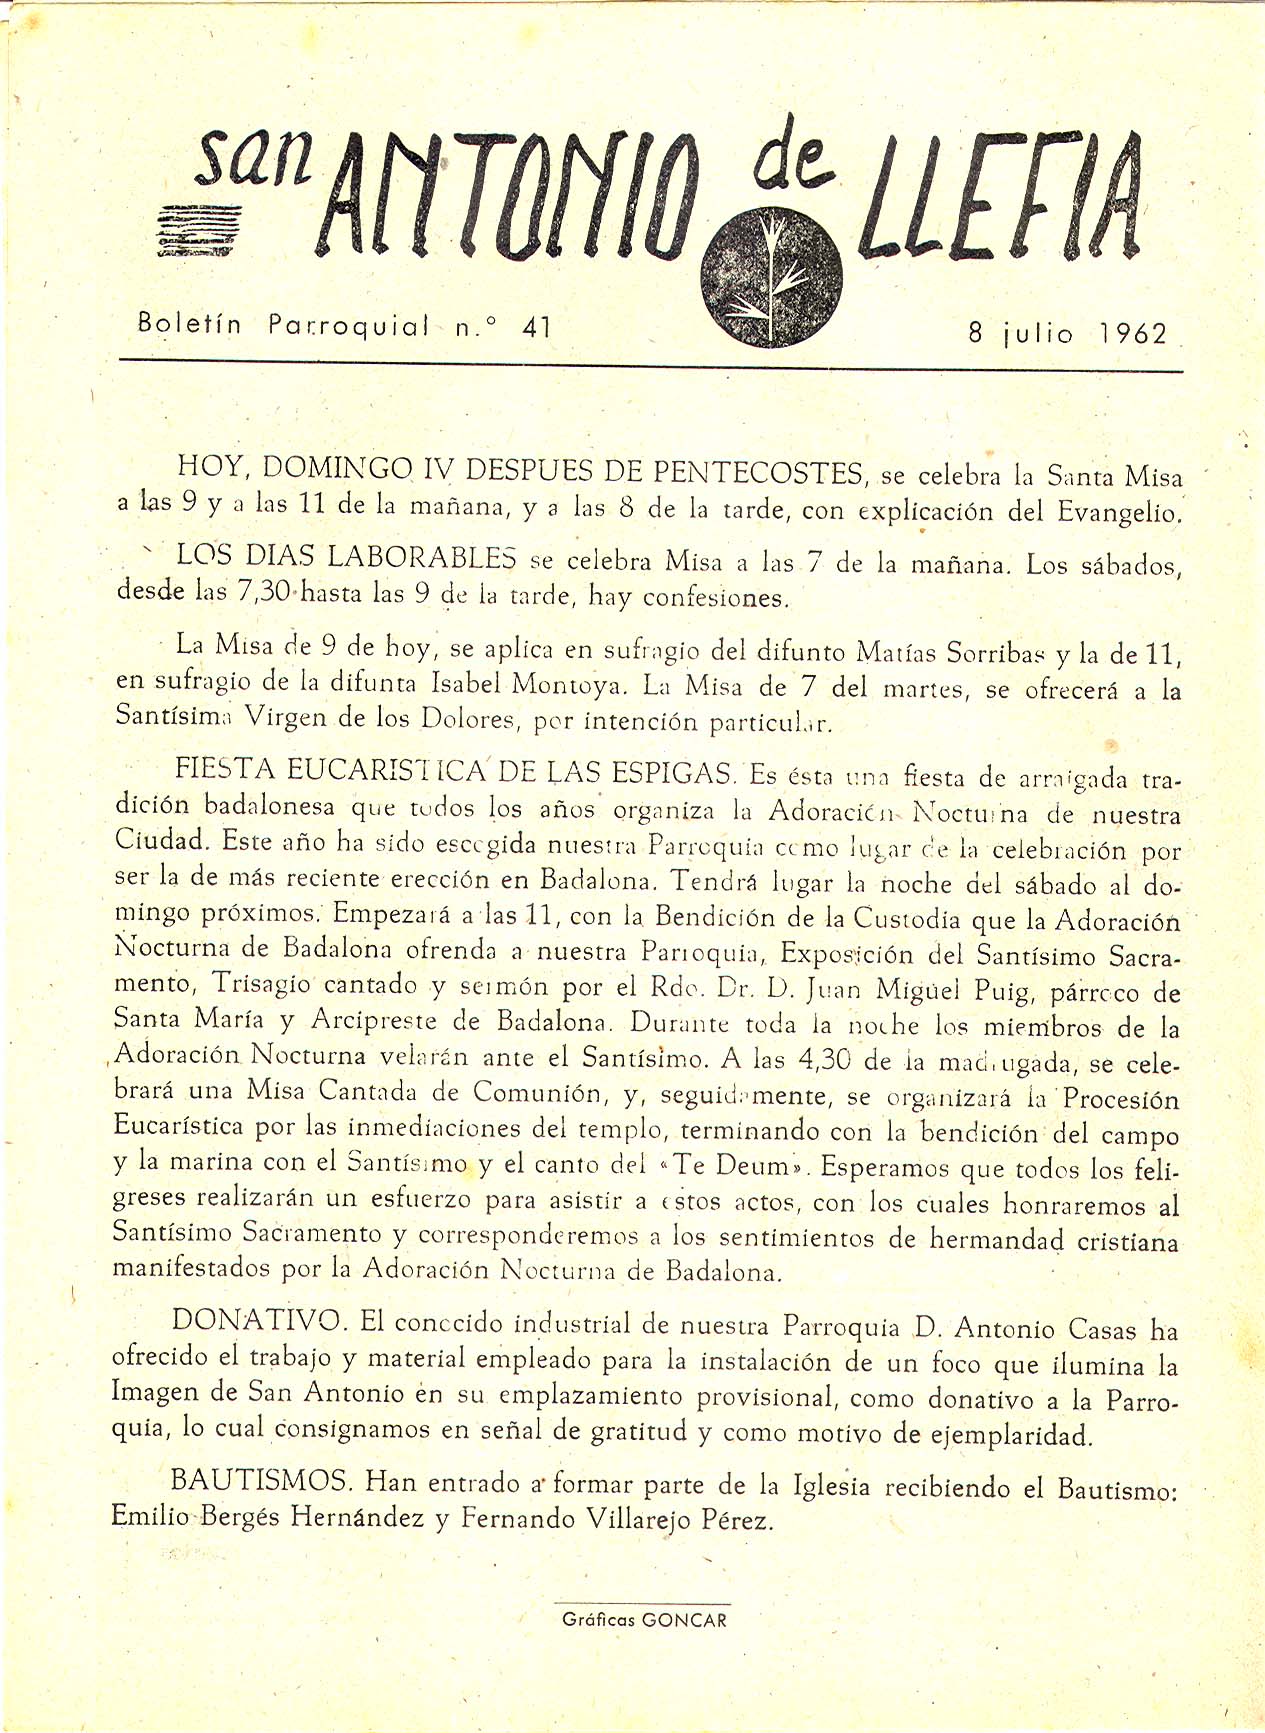 san ANTONIO de LLEFIA
Boletín Parroquial n.º 41
8 julio 1962
HOY, DOMINGO IV DESPUES DE PENTECOSTES, se celebra la Santa Misa
a las 9 y a las 11 de la mañana, y a las 8 de la tarde, con explicación del Evangelio.
LOS DIAS LABORABLES se celebra Misa a las 7 de la mañana. Los sábados,
desde las 7,30 hasta las 9 de la tarde, hay confesiones.
La Misa de 9 de hoy, se aplica en sufragio del difunto Matías Sorribas y la de 11,
en sufragio de la difunta Isabel Montoya. La Misa de 7 del martes, se ofrecerá a la
Santísima Virgen de los Dolores, por intención particular.
FIESTA EUCARISTICA DE LAS ESPIGAS. Es ésta una fiesta de arraigada tra-
dición badalonesa que todos los años organiza la Adoración Nocturna de nuestra
Ciudad. Este año ha sido escogida nuestra Parroquia como lugar de la celebración por
ser la de más reciente erección en Badalona. Tendrá lugar la noche del sábado al do-
mingo próximos. Empezará a las 11, con la Bendición de la Custodia que la Adoración
Nocturna de Badalona ofrenda a nuestra Parroquia, Exposición del Santísimo Sacra-
mento, Trisagio cantado y sermón por el Rdo. Dr. D. Juan Miguel Puig, párroco de
Santa María y Arcipreste de Badalona. Durante toda la noche los miembros de la
Adoración Nocturna velarán ante el Santísimo. A las 4,30 de la madrugada, se cele-
brará una Misa Cantada de Comunión, y, seguidamente, se organizará la Procesión
Eucarística por las inmediaciones del templo, terminando con la bendición del campo
y la marina con el Santísimo y el canto del «Te Deum». Esperamos que todos los feli-
greses realizarán un esfuerzo para asistir a estos actos, con los cuales honraremos al
Santísimo Sacramento y corresponderemos a los sentimientos de hermandad cristiana
manifestados por la Adoración Nocturna de Badalona.
DONATIVO. El conocido industrial de nuestra Parroquia D. Antonio Casas ha
ofrecido el trabajo y material empleado para la instalación de un foco que ilumina la
Imagen de San Antonio en su emplazamiento provisional, como donativo a la Parro-
quia, lo cual consignamos en señal de gratitud y como motivo de ejemplaridad.
BAUTISMOS. Han entrado a formar parte de la Iglesia recibiendo el Bautismo:
Emilio Bergés Hernández y Fernando Villarejo Pérez.
Gráficas GONCAR